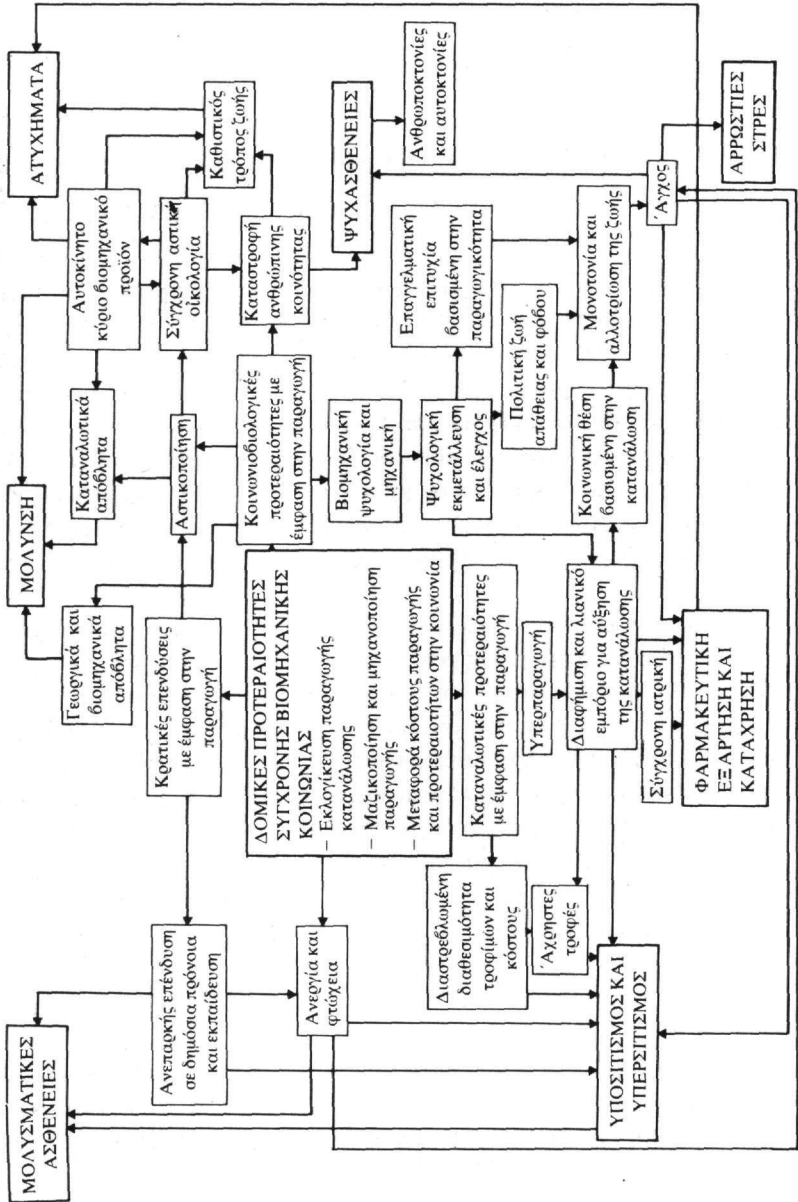 ΜΟΛΥΣΜΑΤΙΚΕΣ
ΑΣΘΕΝΕΙΕΣ
ΜΟΛΥΝΣΗ
ΑΤΥΧΗΜΑΤΑ
Ανεπαρκής επένδυση
σε δημόσια πρόνοια
και εκπαίδευση
Κρατικές επενδύσεις
με έμφαση στην
παραγωγή
Γεωργικά και
βιομηχανικά
απόβλητα
Καταναλωτικά
απόβλητα
Αυτοκίνητο
κύριο βιομηχανικό
προϊόν
Αστικοποίηση
Σύγχρονη αστική
οικολογία
Καθιστικός
τρόπος ζωής
Ανεργία και
φτώχεια
ΔΟΜΙΚΕΣ ΠΡΟΤΕΡΑΙΟΤΗΤΕΣ
ΣΥΓΧΡΟΝΗΣ ΒΙΟΜΗΧΑΝΙΚΗΣ
ΚΟΙΝΩΝΙΑΣ
– Εκλογίκευση παραγωγής
κατανάλωσης
– Μαζικοποίηση και μηχανοποίηση
παραγωγής
– Μεταφορά κόστους παραγωγής
και προτεραιοτήτων στην κοινωνία
Κοινωνιοβιολογικές
προτεραιότητες με
έμφαση στην παραγωγή
Καταστροφή
ανθρώπινης
κοινότητας
Βιομηχανική
ψυχολογία και
μηχανική
ΨΥΧΑΣΘΕΝΕΙΕΣ
Ανθρωποκτονίες
και αυτοκτονίες
Διαστρεβλωμένη
διαθεσιμότητα
τροφίμων και
κόστους
Καταναλωτικές προτεραιότητες
με έμφαση στην παραγωγή
Ψυχολογική
εκμετάλλευση
και έλεγχος
Επαγγελματική
επιτυχία
βασισμένη στην
παραγωγικότητα
Υπερπαραγωγή
Πολιτική ζωή
απάθειας και φόβου
Άχρηστες
τροφές
Διαφήμιση και λιανικό
εμπόριο για αύξηση
της κατανάλωσης
Κοινωνική θέση
βασισμένη στην
κατανάλωση
Μονοτονία και
αλλοτρίωση της ζωής
Σύγχρονη ιατρική
Άγχος
ΥΠΟΣΙΤΙΣΜΟΣ ΚΑΙ
ΥΠΕΡΣΙΤΙΣΜΟΣ
ΦΑΡΜΑΚΕΥΤΙΚΗ
ΕΞΑΡΤΗΣΗ ΚΑΙ
ΚΑΤΑΧΡΗΣΗ
ΑΡΡΩΣΤΙΕΣ
ΣΤΡΕΣ